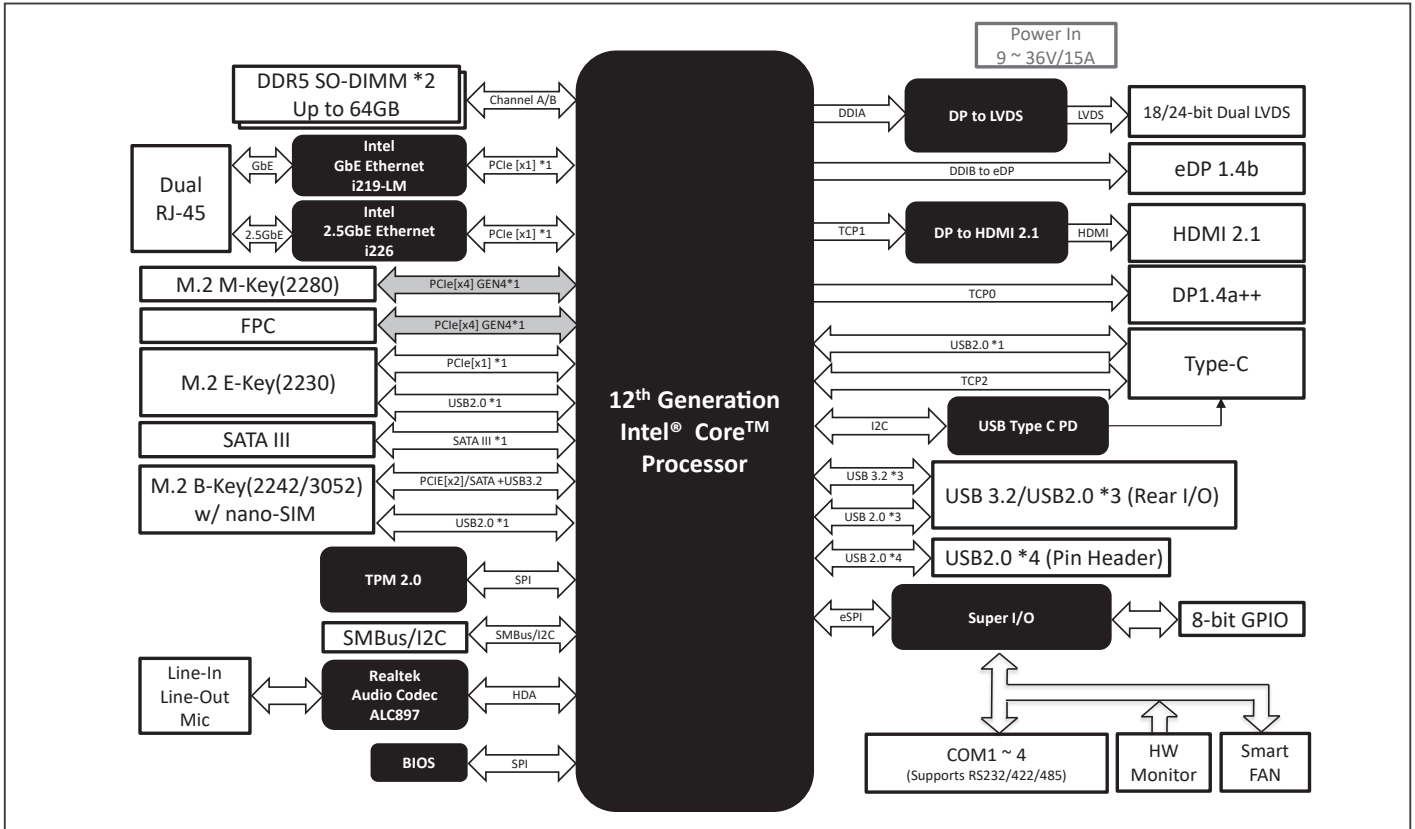 Power In
9 ~ 36V/15A
DDR5 SO-DIMM *2
Up to 64GB
Channel A/B
Dual
RJ-45
GbE
Intel
GbE Ethernet
i219-LM
PCIe [x1] *1
2.5GbE
Intel
2.5GbE Ethernet
i226
PCIe [x1] *1
M.2 M-Key(2280)
PCIe[x4] GEN4*1
FPC
PCIe[x4] GEN4*1
M.2 E-Key(2230)
PCIe[x1] *1
USB2.0 *1
SATA III
SATA III *1
M.2 B-Key(2242/3052)
w/ nano-SIM
PCIE[x2]/SATA +USB3.2
USB2.0 *1
TPM 2.0
SPI
SMBus/I2C
SMBus/I2C
Line-In
Line-Out
Mic
Realtek
Audio Codec
ALC897
HDA
BIOS
SPI
12th Generation
Intel® Core™
Processor
DDIA
DP to LVDS
LVDS
18/24-bit Dual LVDS
DDIB to eDP
eDP 1.4b
TCP1
DP to HDMI 2.1
HDMI
HDMI 2.1
TCP0
DP1.4a++
USB2.0 *1
TCP2
Type-C
I2C
USB Type C PD
USB 3.2 *3
USB 2.0 *3
USB 3.2/USB2.0 *3 (Rear I/O)
USB 2.0 *4
USB2.0 *4 (Pin Header)
eSPI
Super I/O
8-bit GPIO
COM1 ~ 4
(Supports RS232/422/485)
HW
Monitor
Smart
FAN